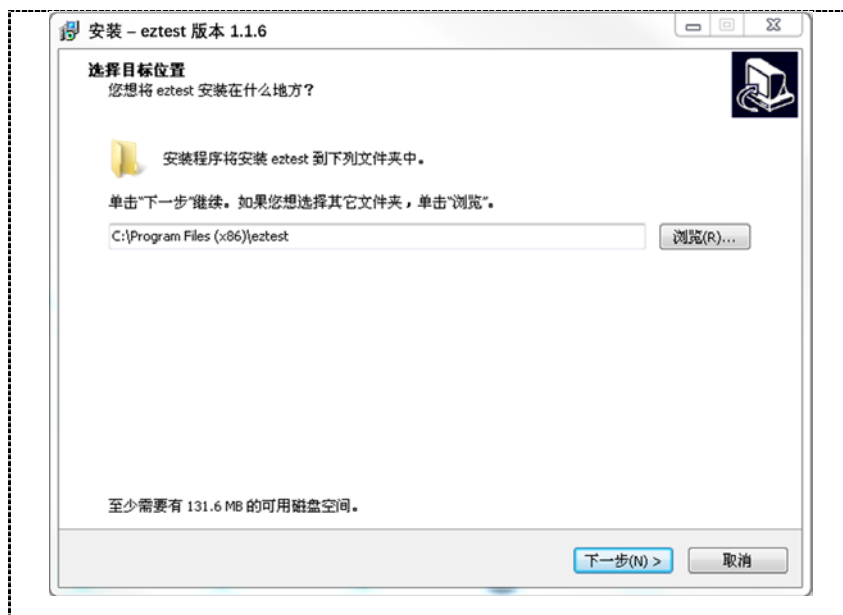 安装 – eztest 版本 1.1.6
选择目标位置
您想将 eztest 安装在什么地方？
安装程序将安装 eztest 到下列文件夹中。
单击“下一步”继续。如果您想选择其它文件夹，单击“浏览”。
C:\Program Files (x86)\eztest
浏览(R)...
至少需要有 131.6 MB 的可用磁盘空间。
下一步(N) >
取消